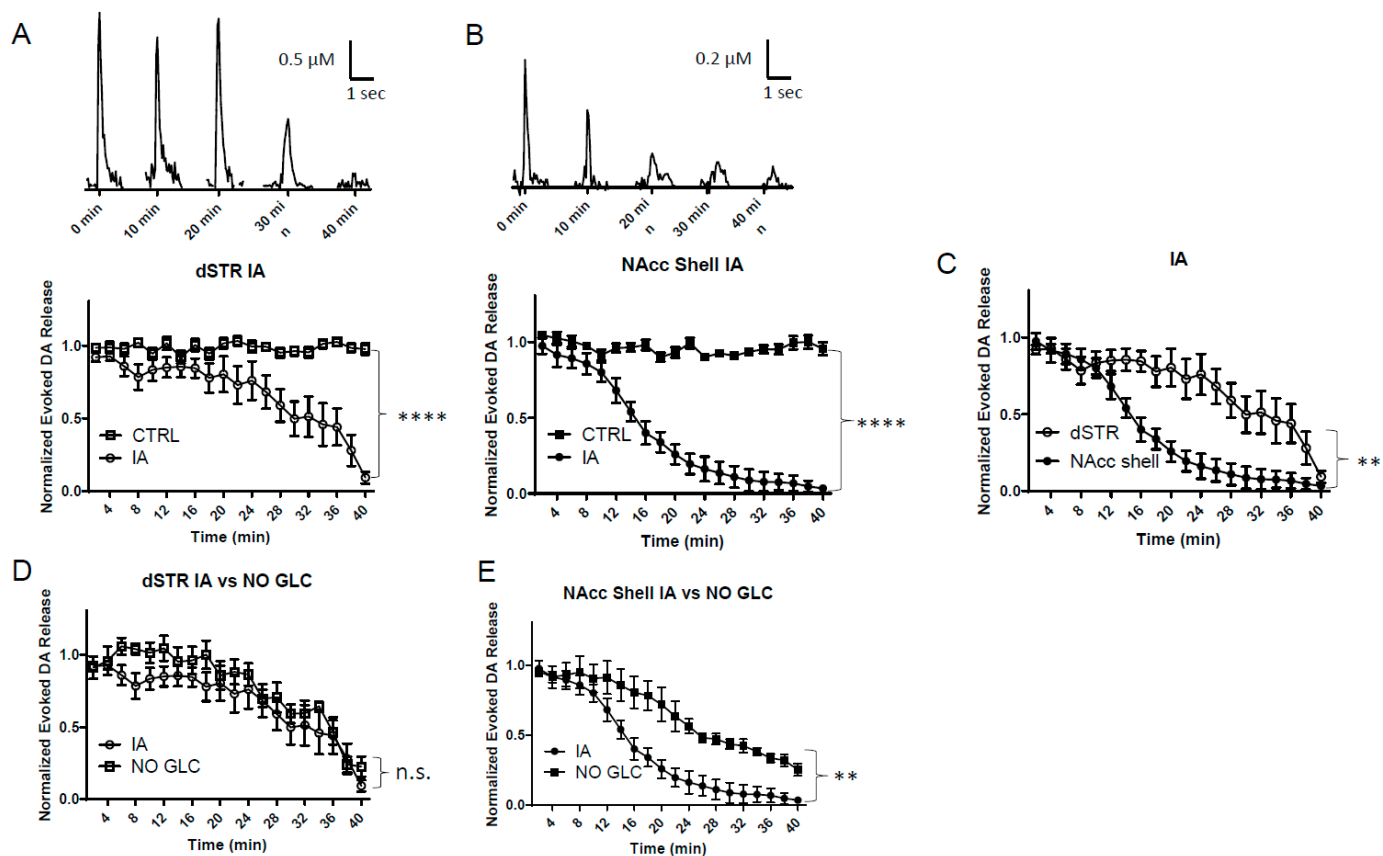 A
0.5 μM
1 sec
0 min
10 min
20 min
30 mi
n
40 min
dSTR IA
Normalized Evoked DA Release
1.0
0.5
0.0
CTRL
IA
****
4
8
12
16
20
24
28
32
36
40
Time (min)
B
0.2 μM
1 sec
0 min
10 min
20 mi
n
30 min
40 mi
n
NAcc Shell IA
Normalized Evoked DA Release
1.0
0.5
0.0
CTRL
IA
****
4
8
12
16
20
24
28
32
36
40
Time (min)
C
IA
Normalized Evoked DA Release
1.0
0.5
0.0
dSTR
NAcc shell
**
4
8
12
16
20
24
28
32
36
40
Time (min)
D
dSTR IA vs NO GLC
Normalized Evoked DA Release
1.0
0.5
0.0
IA
NO GLC
n.s.
4
8
12
16
20
24
28
32
36
40
Time (min)
E
NAcc Shell IA vs NO GLC
Normalized Evoked DA Release
1.0
0.5
0.0
IA
NO GLC
**
4
8
12
16
20
24
28
32
36
40
Time (min)